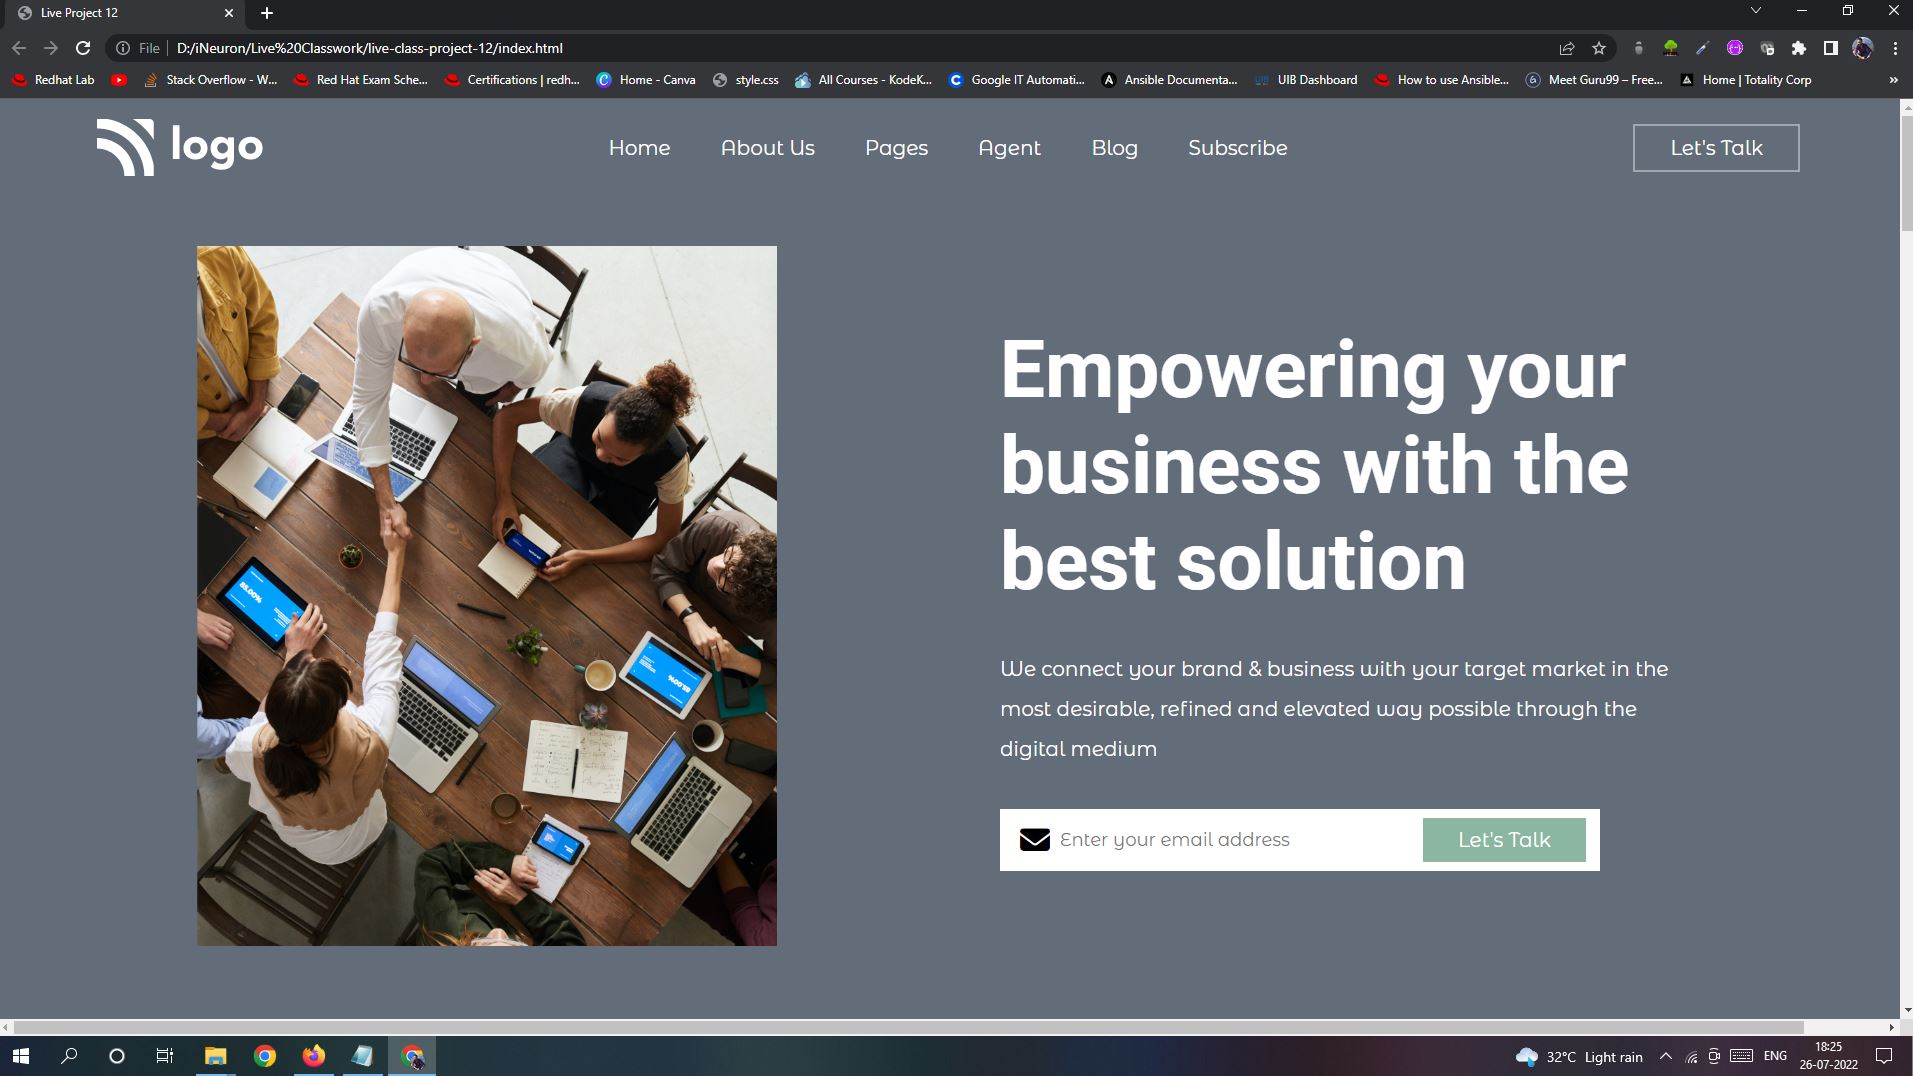 Live Project 12
File
D:/iNeuron/Live%20Classwork/live-class-project-12/index.html
Redhat Lab
Stack Overflow - W...
Red Hat Exam Sche...
Certifications | redh...
Home - Canva
style.css
All Courses - KodeK...
Google IT Automati...
Ansible Documenta...
UIB Dashboard
How to use Ansible...
Meet Guru99 – Free...
Home | Totality Corp
logo
Home
About Us
Pages
Agent
Blog
Subscribe
Let's Talk
Empowering your
business with the
best solution
We connect your brand & business with your target market in the
most desirable, refined and elevated way possible through the
digital medium
Enter your email address
Let's Talk
85.00%
85.00%
32°C Light rain
ENG
18:25
26-07-2022